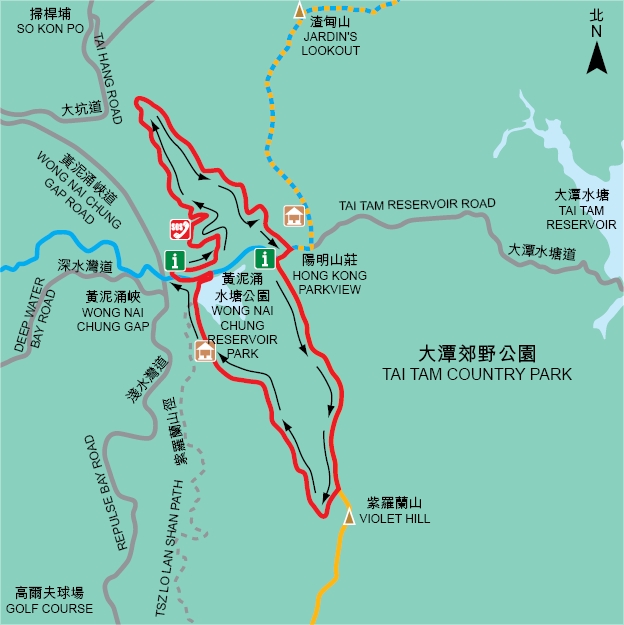 掃桿埔
SO KON PO
TAI HANG ROAD
大坑道
渣甸山
JARDIN'S
LOOKOUT
北
N
黃泥涌峽道
WONG NAI CHUNG
GAP ROAD
SOS
大潭水塘
TAI TAM
RESERVOIR
TAI TAM RESERVOIR ROAD
大潭水塘道
深水灣道
DEEP WATER
BAY ROAD
i
i
陽明山莊
HONG KONG
PARKVIEW
黃泥涌峽
WONG NAI
CHUNG GAP
黃泥涌
水塘公園
WONG NAI
CHUNG
RESERVOIR
PARK
大潭郊野公園
TAI TAM COUNTRY PARK
淺水灣道
REPULSE BAY ROAD
紫羅蘭山徑
TSZ LO LAN SHAN PATH
紫羅蘭山
VIOLET HILL
高爾夫球場
GOLF COURSE